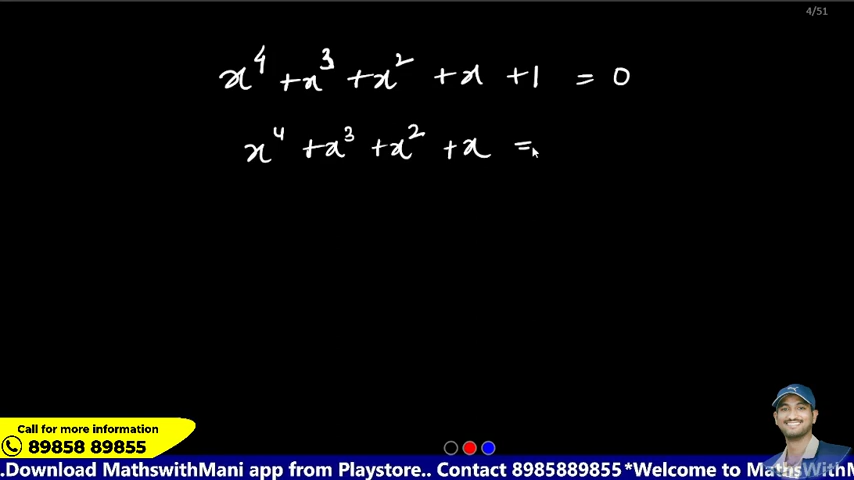 4/51
x⁴ + x³ + x² + x + 1 = 0
x⁴ + x³ + x² + x =
Call for more information
89858 89855
..Download MathswithMani app from Playstore.. Contact 8985889855*Welcome to MathsWithM